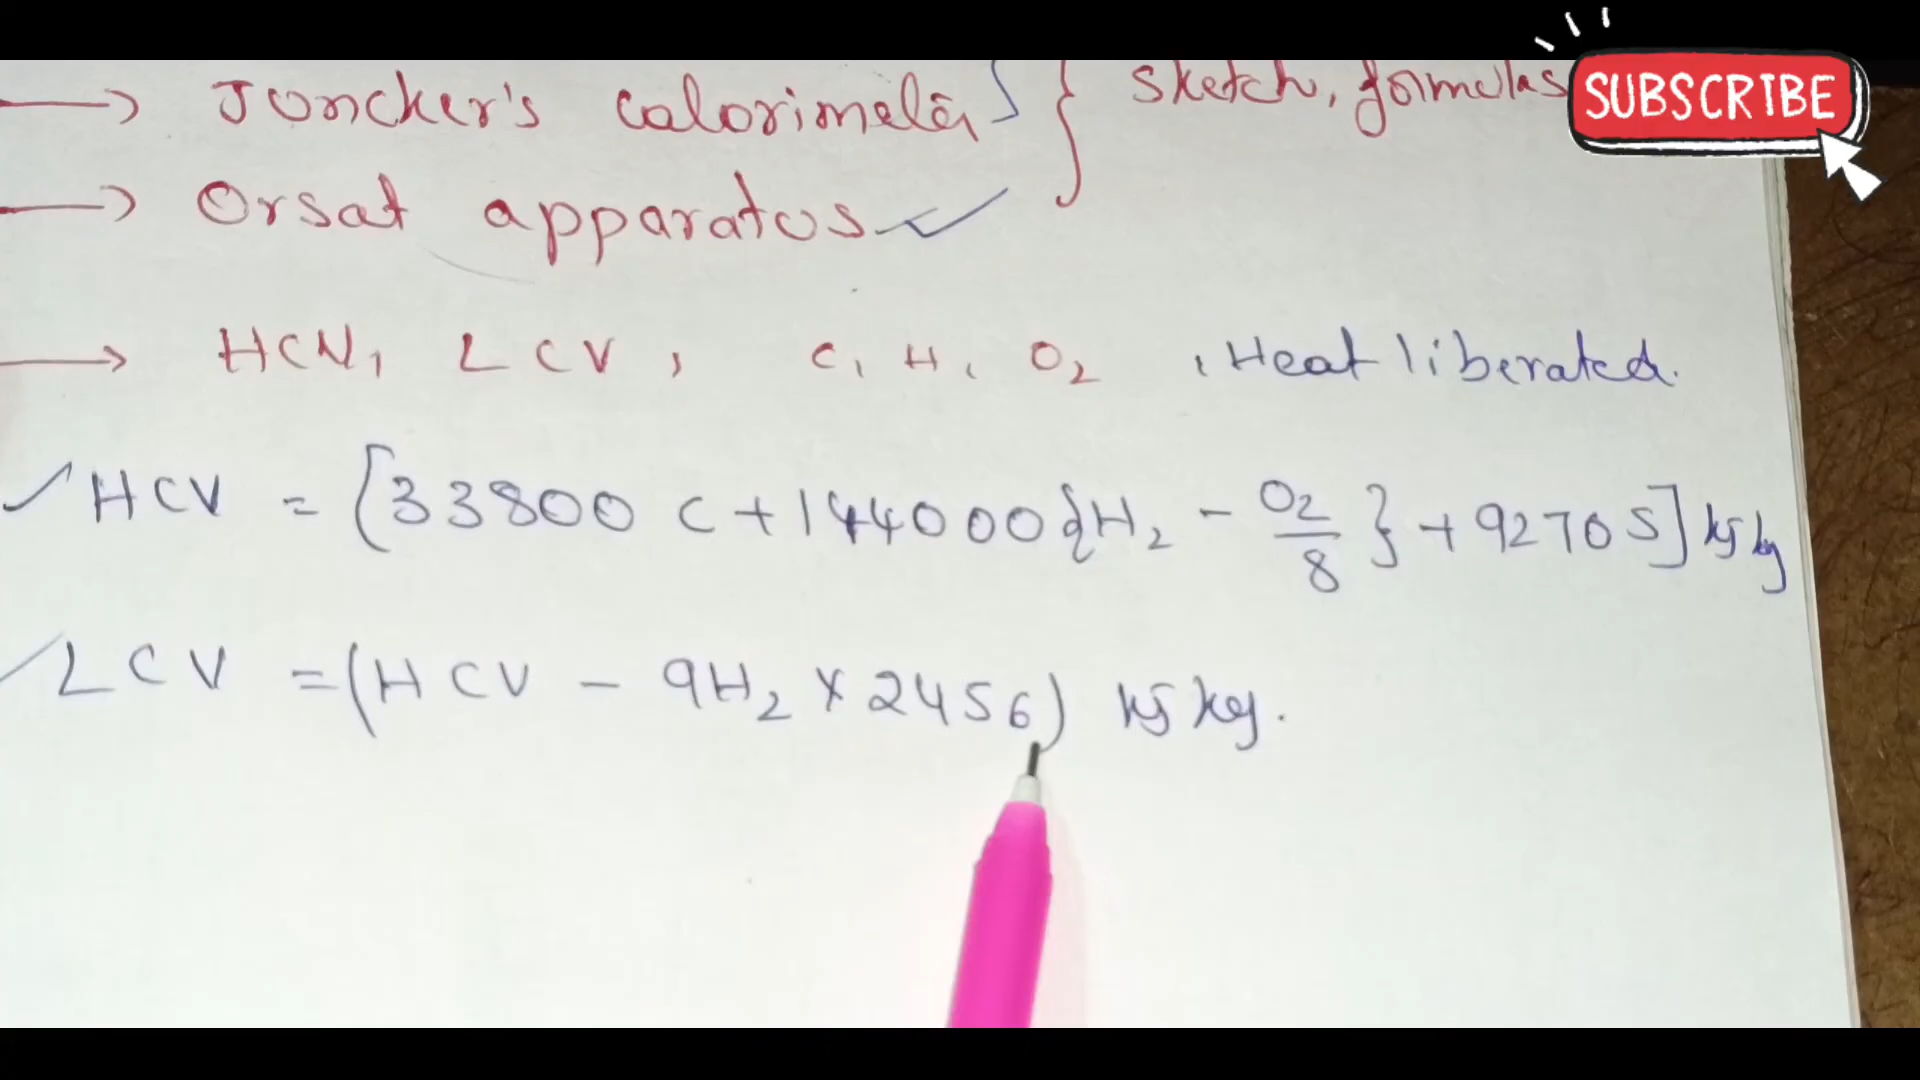 → Juncker's calorimeter } sketch, formulas
SUBSCRIBE
→ Orsat apparatus ✓
→ HCN, LCV, C, H, O₂, Heat liberated.
✓ HCV = [33800 C + 144000 {H₂ - O₂/8} + 9270 S] kJ kg
✓ LCV = (HCV - 9H₂ × 2456) kJ kg.